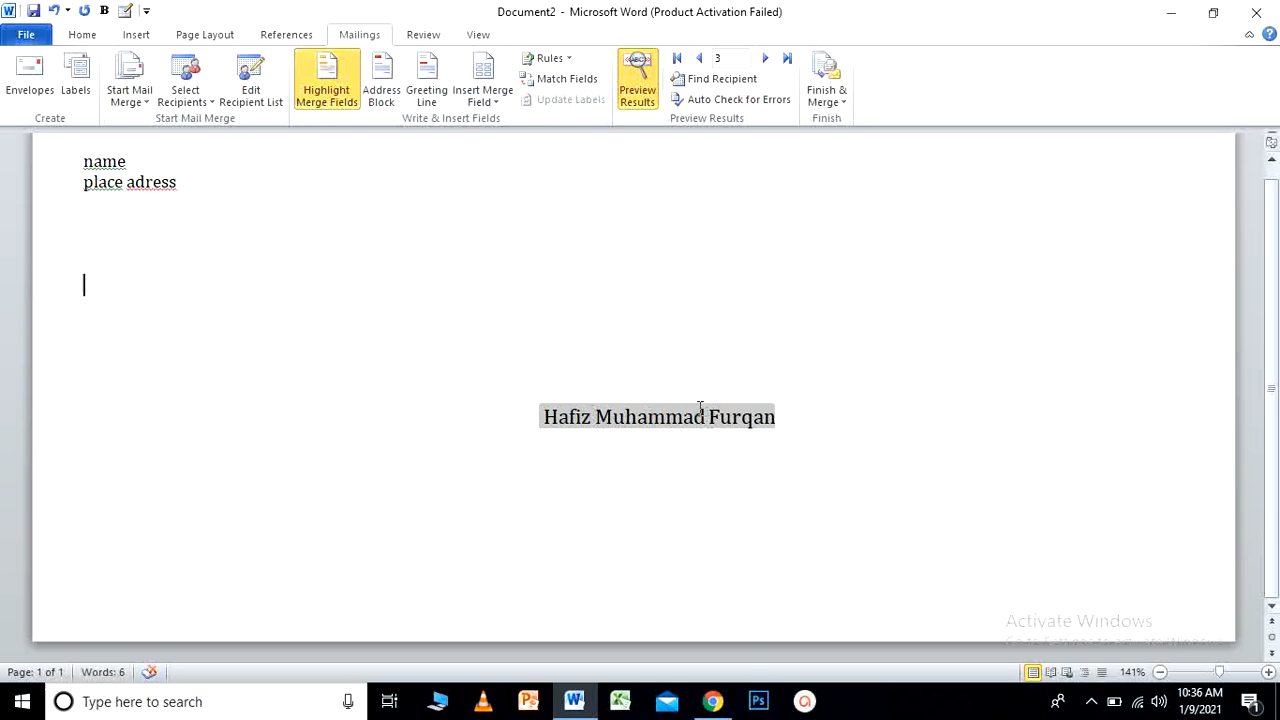 Document2 - Microsoft Word (Product Activation Failed)
File Home Insert Page Layout References Mailings Review View
Envelopes
Labels
Create
Start Mail Merge
Select Recipients
Edit Recipient List
Start Mail Merge
Highlight Merge Fields
Address Block
Greeting Line
Insert Merge Field
Rules
Match Fields
Update Labels
Write & Insert Fields
ABC
Preview Results
3
Find Recipient
Auto Check for Errors
Preview Results
Finish & Merge
Finish
name
place adress
Hafiz Muhammad Furqan
Activate Windows
Page: 1 of 1 Words: 6 141%
Type here to search
10:36 AM
1/9/2021